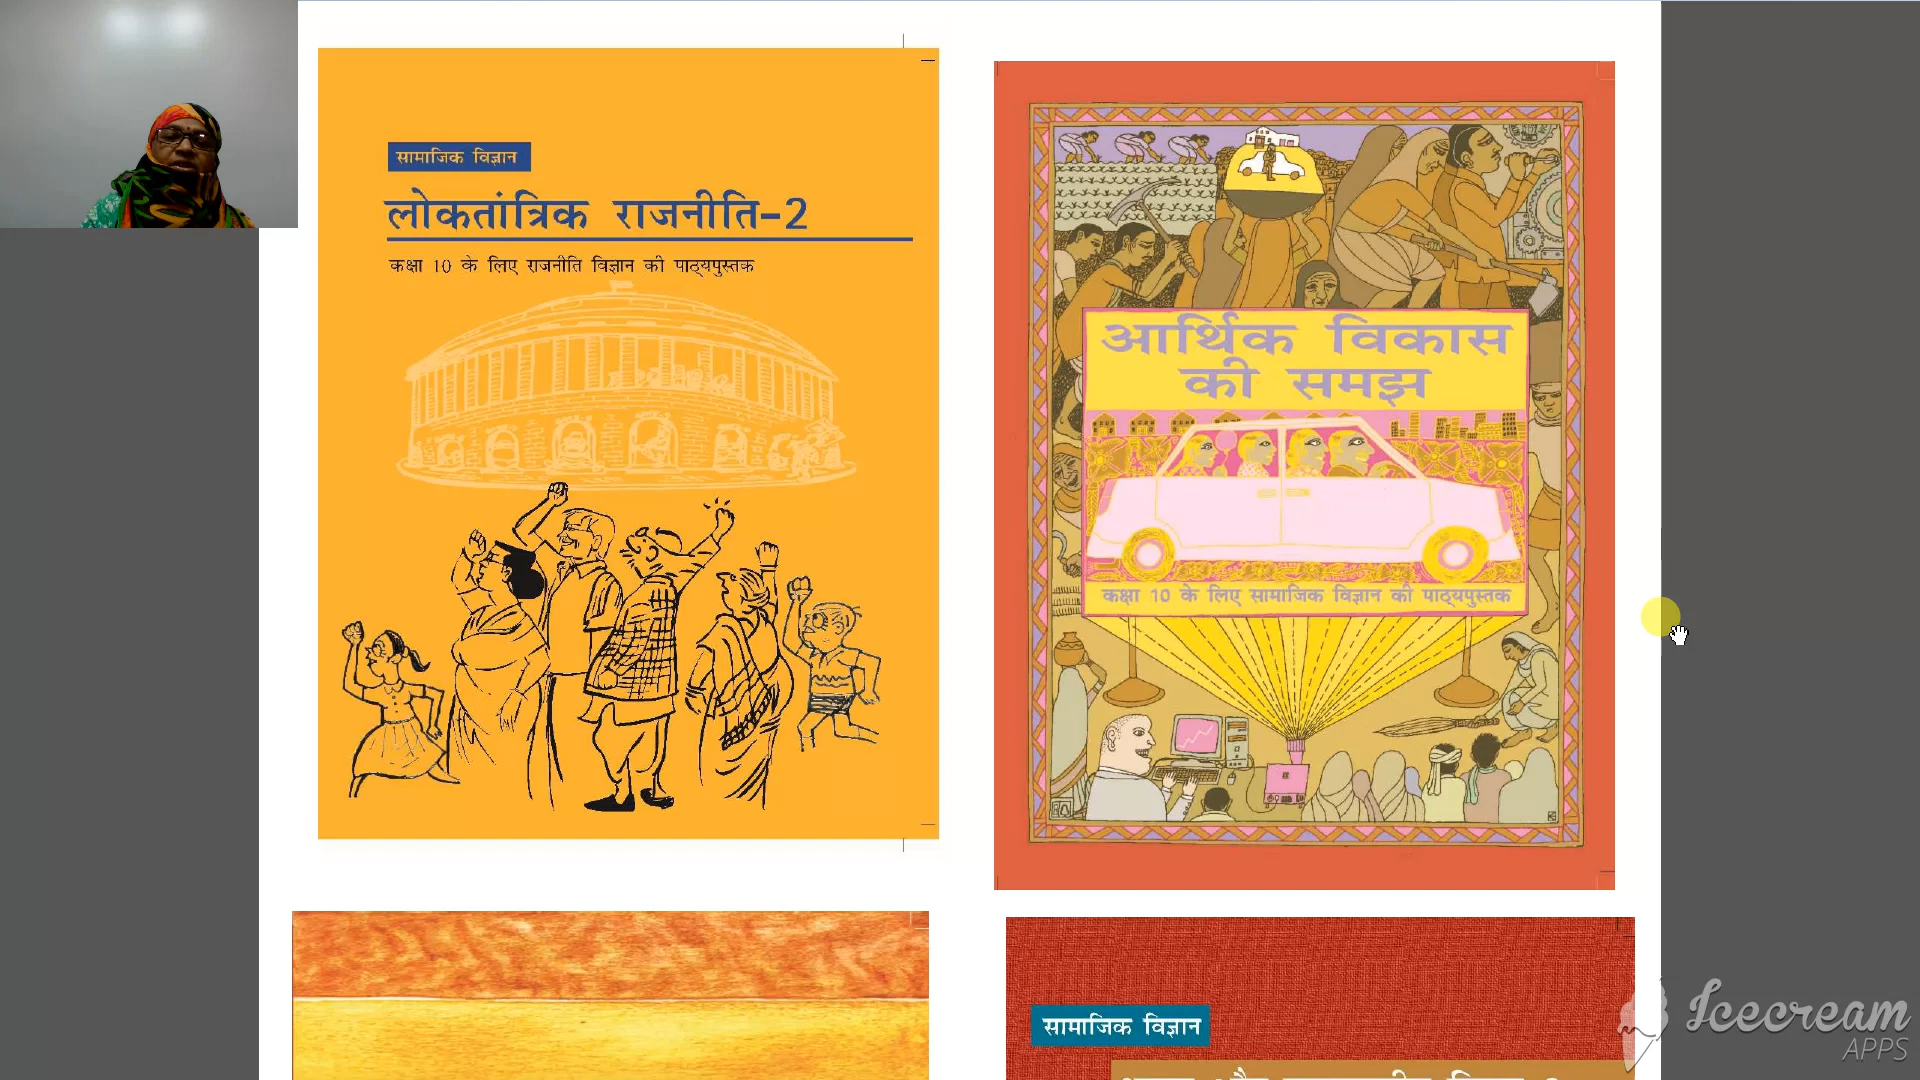 सामाजिक विज्ञान
लोकतांत्रिक राजनीति-2
कक्षा 10 के लिए राजनीति विज्ञान की पाठ्यपुस्तक
आर्थिक विकास
की समझ
कक्षा 10 के लिए सामाजिक विज्ञान की पाठ्यपुस्तक
सामाजिक विज्ञान
Icecream
APPS